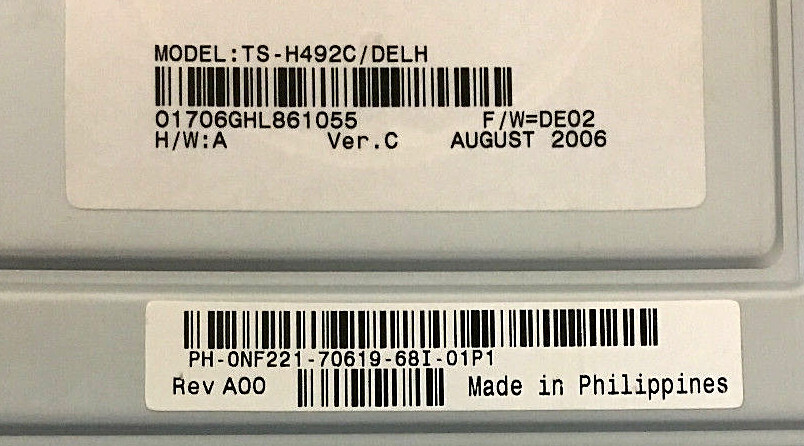 MODEL:TS-H492C/DELH
01706GHL861055 F/W=DE02
H/W:A Ver.C AUGUST 2006
PH-0NF221-70619-68I-01P1
Rev A00 Made in Philippines